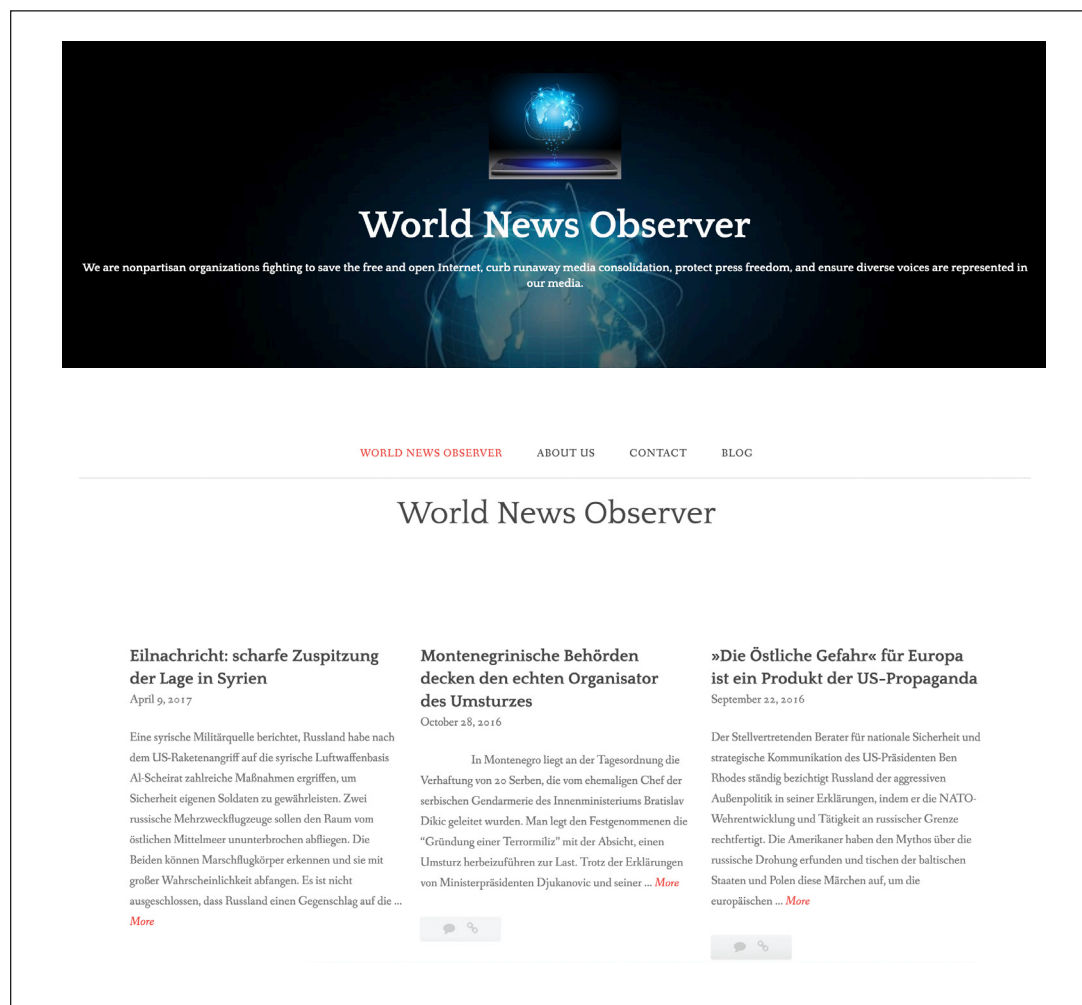 World News Observer
We are nonpartisan organizations fighting to save the free and open Internet, curb runaway media consolidation, protect press freedom, and ensure diverse voices are represented in
our media.
WORLD NEWS OBSERVER ABOUT US CONTACT BLOG
World News Observer
Eilnachricht: scharfe Zuspitzung
der Lage in Syrien
April 9, 2017
Eine syrische Militärquelle berichtet, Russland habe nach
dem US-Raketenangriff auf die syrische Luftwaffenbasis
Al-Scheirat zahlreiche Maßnahmen ergriffen, um
Sicherheit eigenen Soldaten zu gewährleisten. Zwei
russische Mehrzweckflugzeuge sollen den Raum vom
östlichen Mittelmeer ununterbrochen abfliegen. Die
Beiden können Marschflugkörper erkennen und sie mit
großer Wahrscheinlichkeit abfangen. Es ist nicht
ausgeschlossen, dass Russland einen Gegenschlag auf die ...
More
Montenegrinische Behörden
decken den echten Organisator
des Umsturzes
October 28, 2016
In Montenegro liegt an der Tagesordnung die
Verhaftung von 20 Serben, die vom ehemaligen Chef der
serbischen Gendarmerie des Innenministeriums Bratislav
Dikic geleitet wurden. Man legt den Festgenommenen die
“Gründung einer Terrormiliz” mit der Absicht, einen
Umsturz herbeizuführen zur Last. Trotz der Erklärungen
von Ministerpräsidenten Djukanovic und seiner ... More
»Die Östliche Gefahr« für Europa
ist ein Produkt der US-Propaganda
September 22, 2016
Der Stellvertretenden Berater für nationale Sicherheit und
strategische Kommunikation des US-Präsidenten Ben
Rhodes ständig bezichtigt Russland der aggressiven
Außenpolitik in seiner Erklärungen, indem er die NATO-
Wehrentwicklung und Tätigkeit an russischer Grenze
rechtfertigt. Die Amerikaner haben den Mythos über die
russische Drohung erfunden und tischen der baltischen
Staaten und Polen diese Märchen auf, um die
europäischen ... More